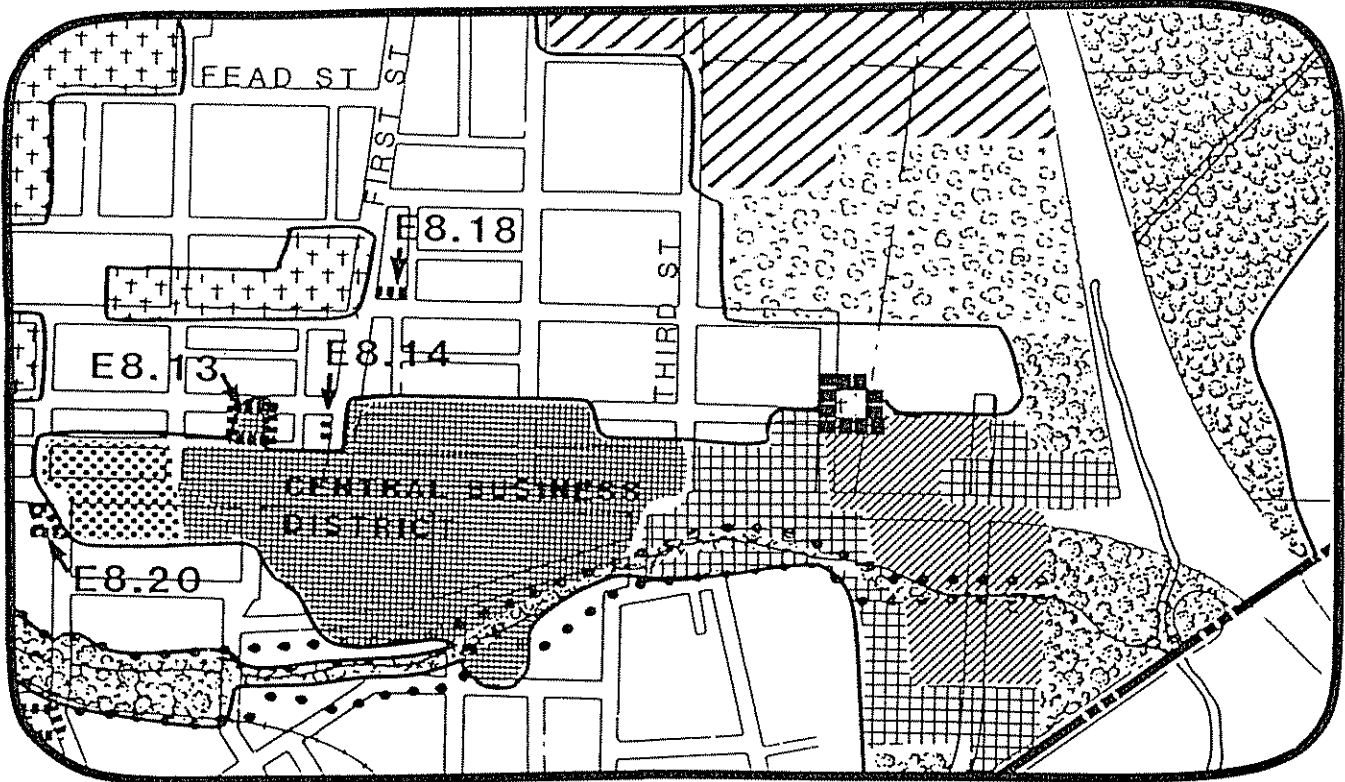 FEAD ST
FIRST ST
E8.18
THIRD ST
E8.13
E8.14
CENTRAL BUSINESS
DISTRICT
E8.20